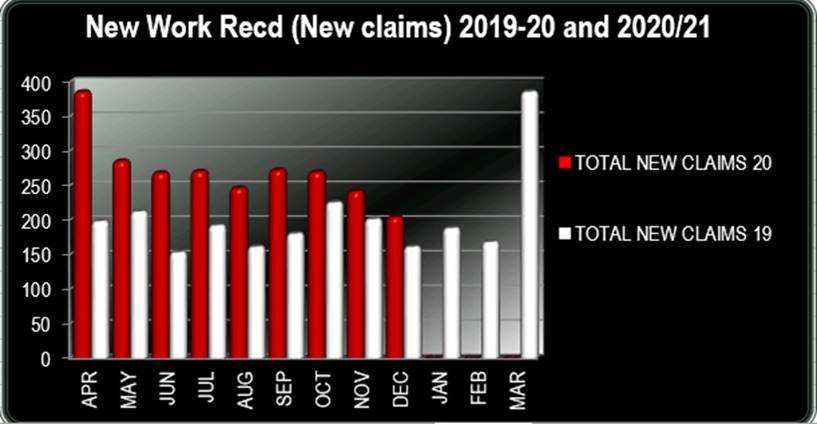 New Work Recd (New claims) 2019-20 and 2020/21
400
350
300
250
200
150
100
50
0
APR
MAY
JUN
JUL
AUG
SEP
OCT
NOV
DEC
JAN
FEB
MAR
TOTAL NEW CLAIMS 20
TOTAL NEW CLAIMS 19